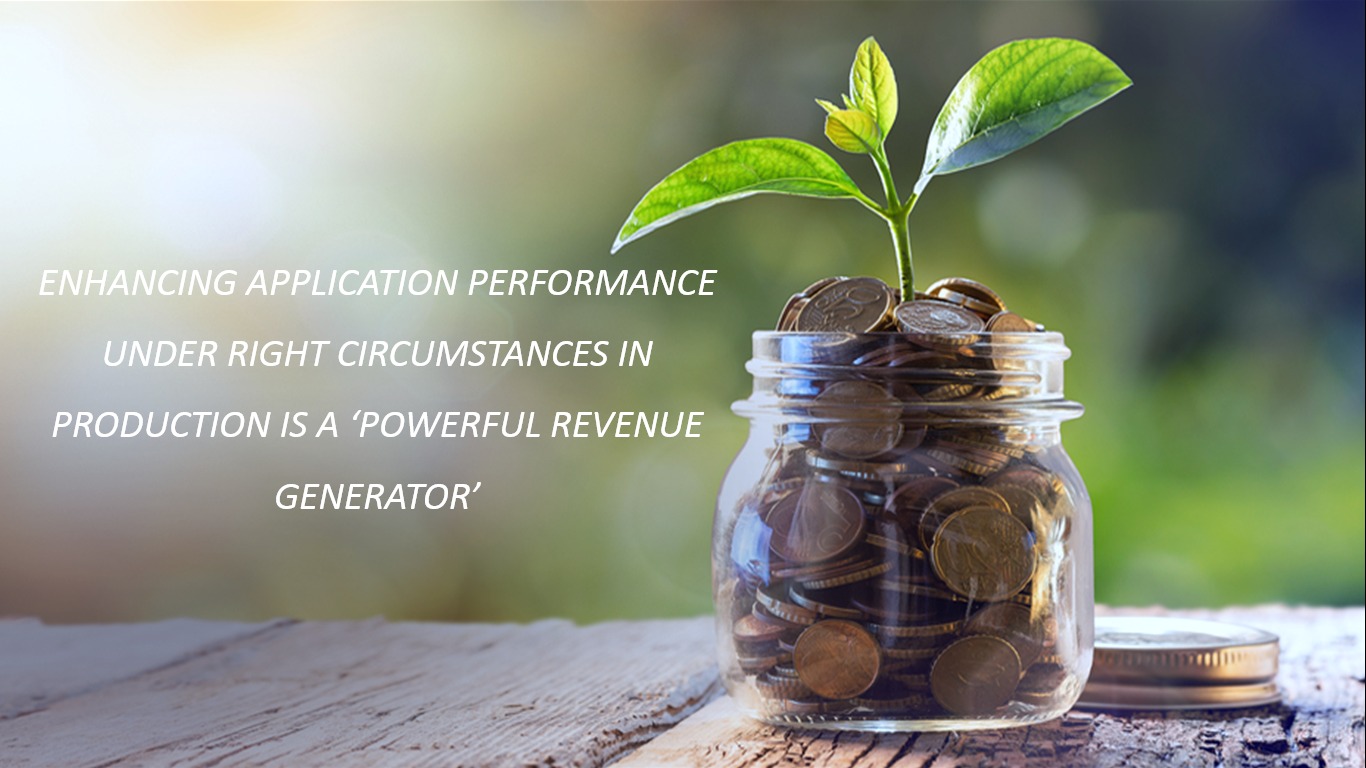 ENHANCING APPLICATION PERFORMANCE
UNDER RIGHT CIRCUMSTANCES IN
PRODUCTION IS A ‘POWERFUL REVENUE
GENERATOR’